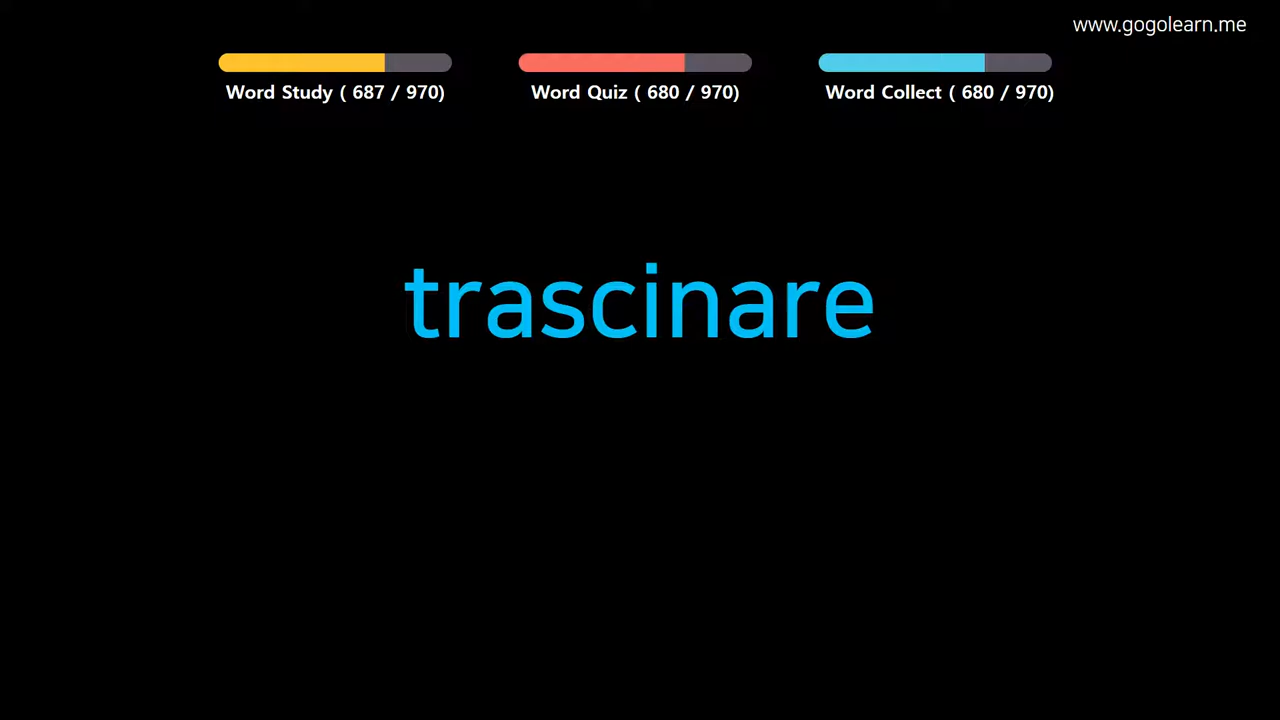 www.gogolearn.me
Word Study ( 687 / 970)
Word Quiz ( 680 / 970)
Word Collect ( 680 / 970)
trascinare